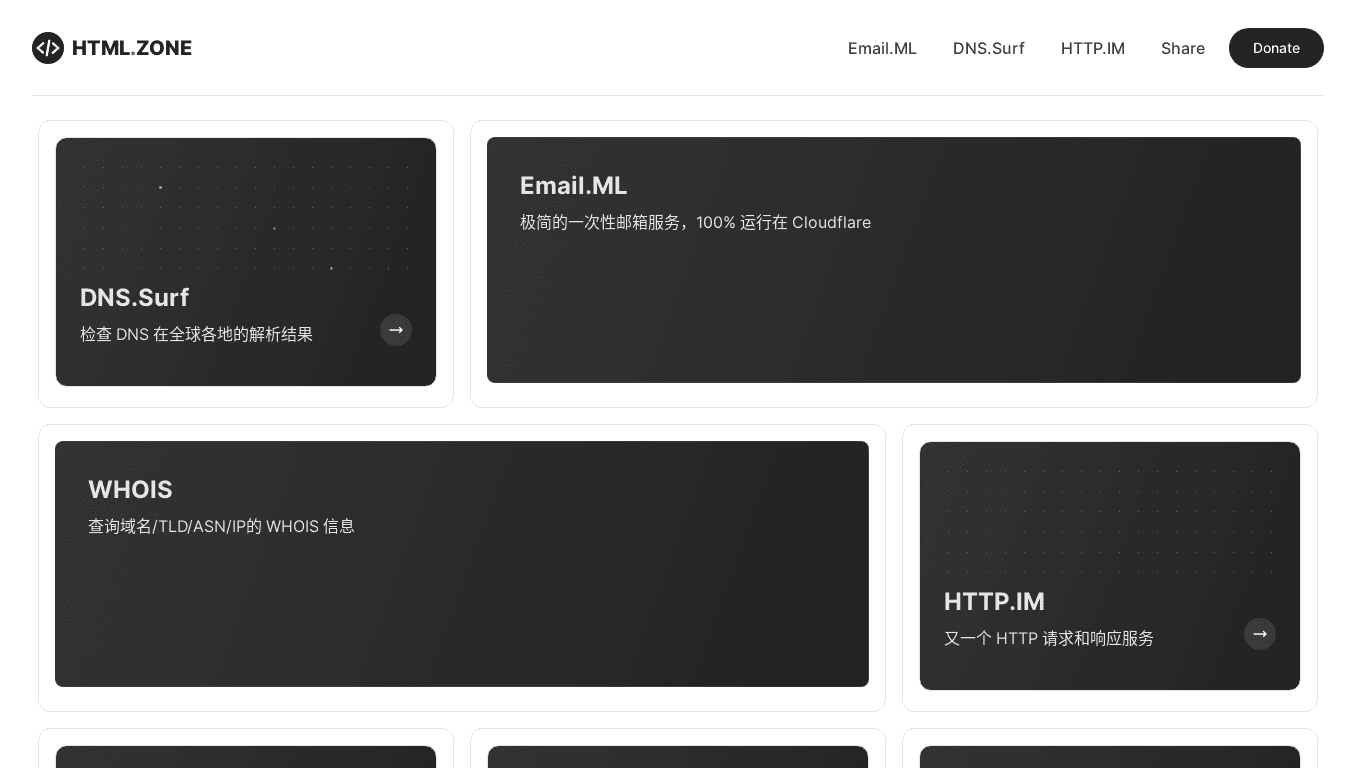 HTML.ZONE
Email.ML
DNS.Surf
HTTP.IM
Share
Donate
DNS.Surf
检查 DNS 在全球各地的解析结果
→
Email.ML
极简的一次性邮箱服务，100% 运行在 Cloudflare
WHOIS
查询域名/TLD/ASN/IP的 WHOIS 信息
HTTP.IM
又一个 HTTP 请求和响应服务
→